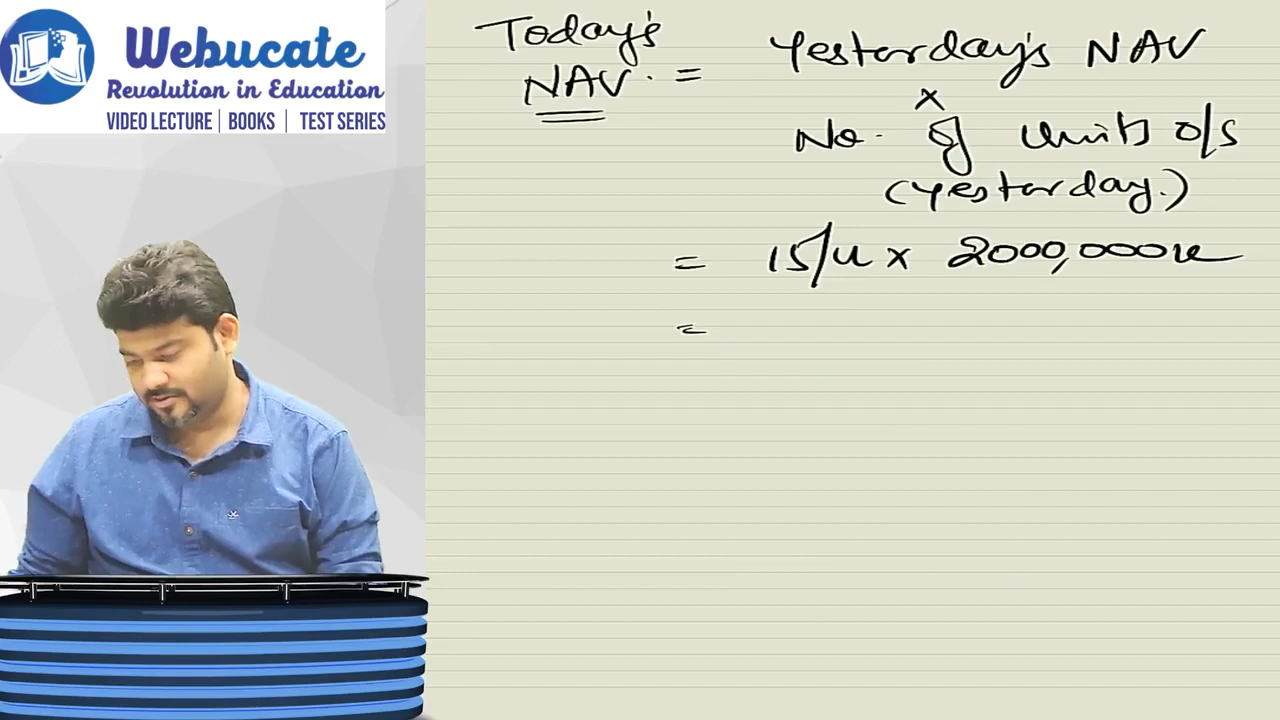 Webucate
Revolution in Education
VIDEO LECTURE | BOOKS | TEST SERIES
Today's
NAV. =
Yesterday's NAV
x
No. of Units o/s
(Yesterday.)
= 15/u x 2000,000 u
=